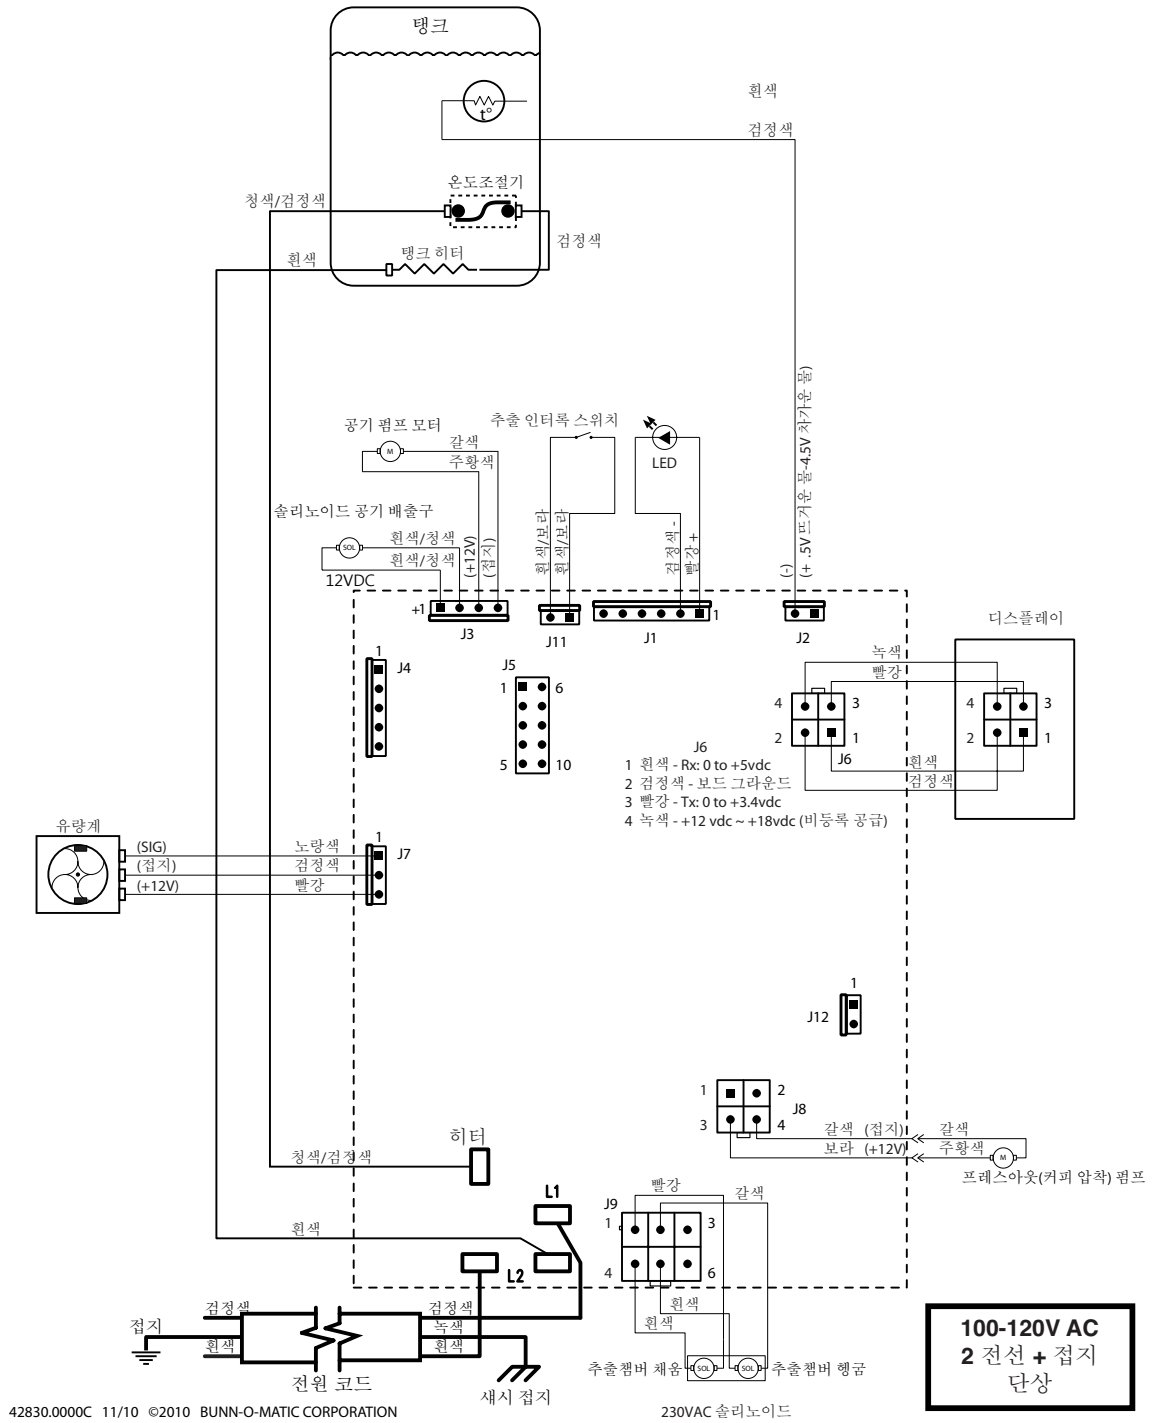 탱크
흰색
t°
검정색
온도조절기
청색/검정색
검정색
탱크 히터
흰색
(-)
(+ .5V 뜨거운 물-4.5V 차가운 물)
공기 펌프 모터
M
갈색
주황색
추출 인터록 스위치
LED
솔리노이드 공기 배출구
SOL
흰색/청색
흰색/청색
12VDC
(+12V)
(접지)
흰색/보라
흰색/보라
검정색 -
빨강 +
+1
J3
J11
1
J1
J2
디스플레이
녹색
빨강
1
J4
J5
1
6
5
10
4
3
2
1
J6
4
3
2
1
흰색
검정색
J6
1 흰색 - Rx: 0 to +5vdc
2 검정색 - 보드 그라운드
3 빨강 - Tx: 0 to +3.4vdc
4 녹색 - +12 vdc ~ +18vdc (비등록 공급)
유량계
(SIG)
노랑색
(접지)
검정색
(+12V)
빨강
1
J7
1
J12
1
2
3
4
J8
갈색 (접지)
갈색
보라 (+12V)
주황색
M
프레스아웃(커피 압착) 펌프
히터
청색/검정색
L1
L2
흰색
빨강
갈색
J9
1
3
4
6
흰색
흰색
검정색
접지
흰색
검정색
녹색
흰색
전원 코드
섀시 접지
추출챔버 채움
SOL
SOL
추출챔버 헹굼
230VAC 솔리노이드
100-120V AC
2 전선 + 접지
단상
42830.0000C 11/10 ©2010 BUNN-O-MATIC CORPORATION